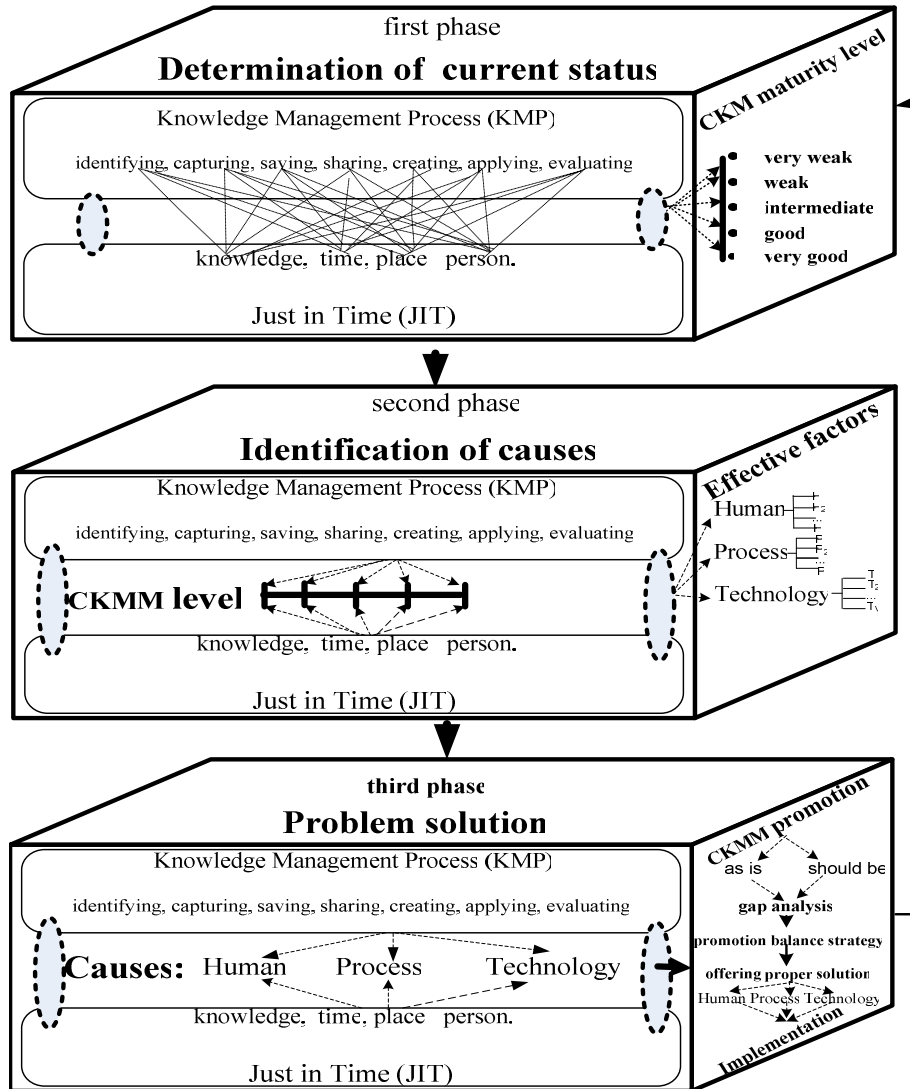 first phase
Determination of current status
Knowledge Management Process (KMP)
identifying, capturing, saving, sharing, creating, applying, evaluating
knowledge, time, place person.
Just in Time (JIT)
CKM maturity level
very weak
weak
intermediate
good
very good
second phase
Identification of causes
Knowledge Management Process (KMP)
identifying, capturing, saving, sharing, creating, applying, evaluating
CKMM level
knowledge, time, place person.
Just in Time (JIT)
Effective factors
Human
Process
Technology
third phase
Problem solution
Knowledge Management Process (KMP)
identifying, capturing, saving, sharing, creating, applying, evaluating
Causes: Human Process Technology
knowledge, time, place person.
Just in Time (JIT)
CKMM promotion
as is should be
gap analysis
promotion balance strategy
offering proper solution
Human Process Technology
Implementation